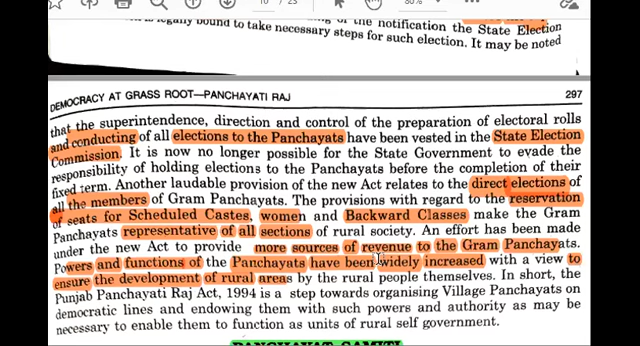 10 / 23
80%
legally bound to take necessary steps for such election. It may be noted
of the notification the State Election
DEMOCRACY AT GRASS ROOT—PANCHAYATI RAJ 297
that the superintendence, direction and control of the preparation of electoral rolls
and conducting of all elections to the Panchayats have been vested in the State Election
Commission. It is now no longer possible for the State Government to evade the
responsibility of holding elections to the Panchayats before the completion of their
fixed term. Another laudable provision of the new Act relates to the direct elections of
all the members of Gram Panchayats. The provisions with regard to the reservation
of seats for Scheduled Castes, women and Backward Classes make the Gram
Panchayats representative of all sections of rural society. An effort has been made
under the new Act to provide more sources of revenue to the Gram Panchayats.
Powers and functions of the Panchayats have been widely increased with a view to
ensure the development of rural areas by the rural people themselves. In short, the
Punjab Panchayati Raj Act, 1994 is a step towards organising Village Panchayats on
democratic lines and endowing them with such powers and authority as may be
necessary to enable them to function as units of rural self government.
PANCHAYAT SAMITI